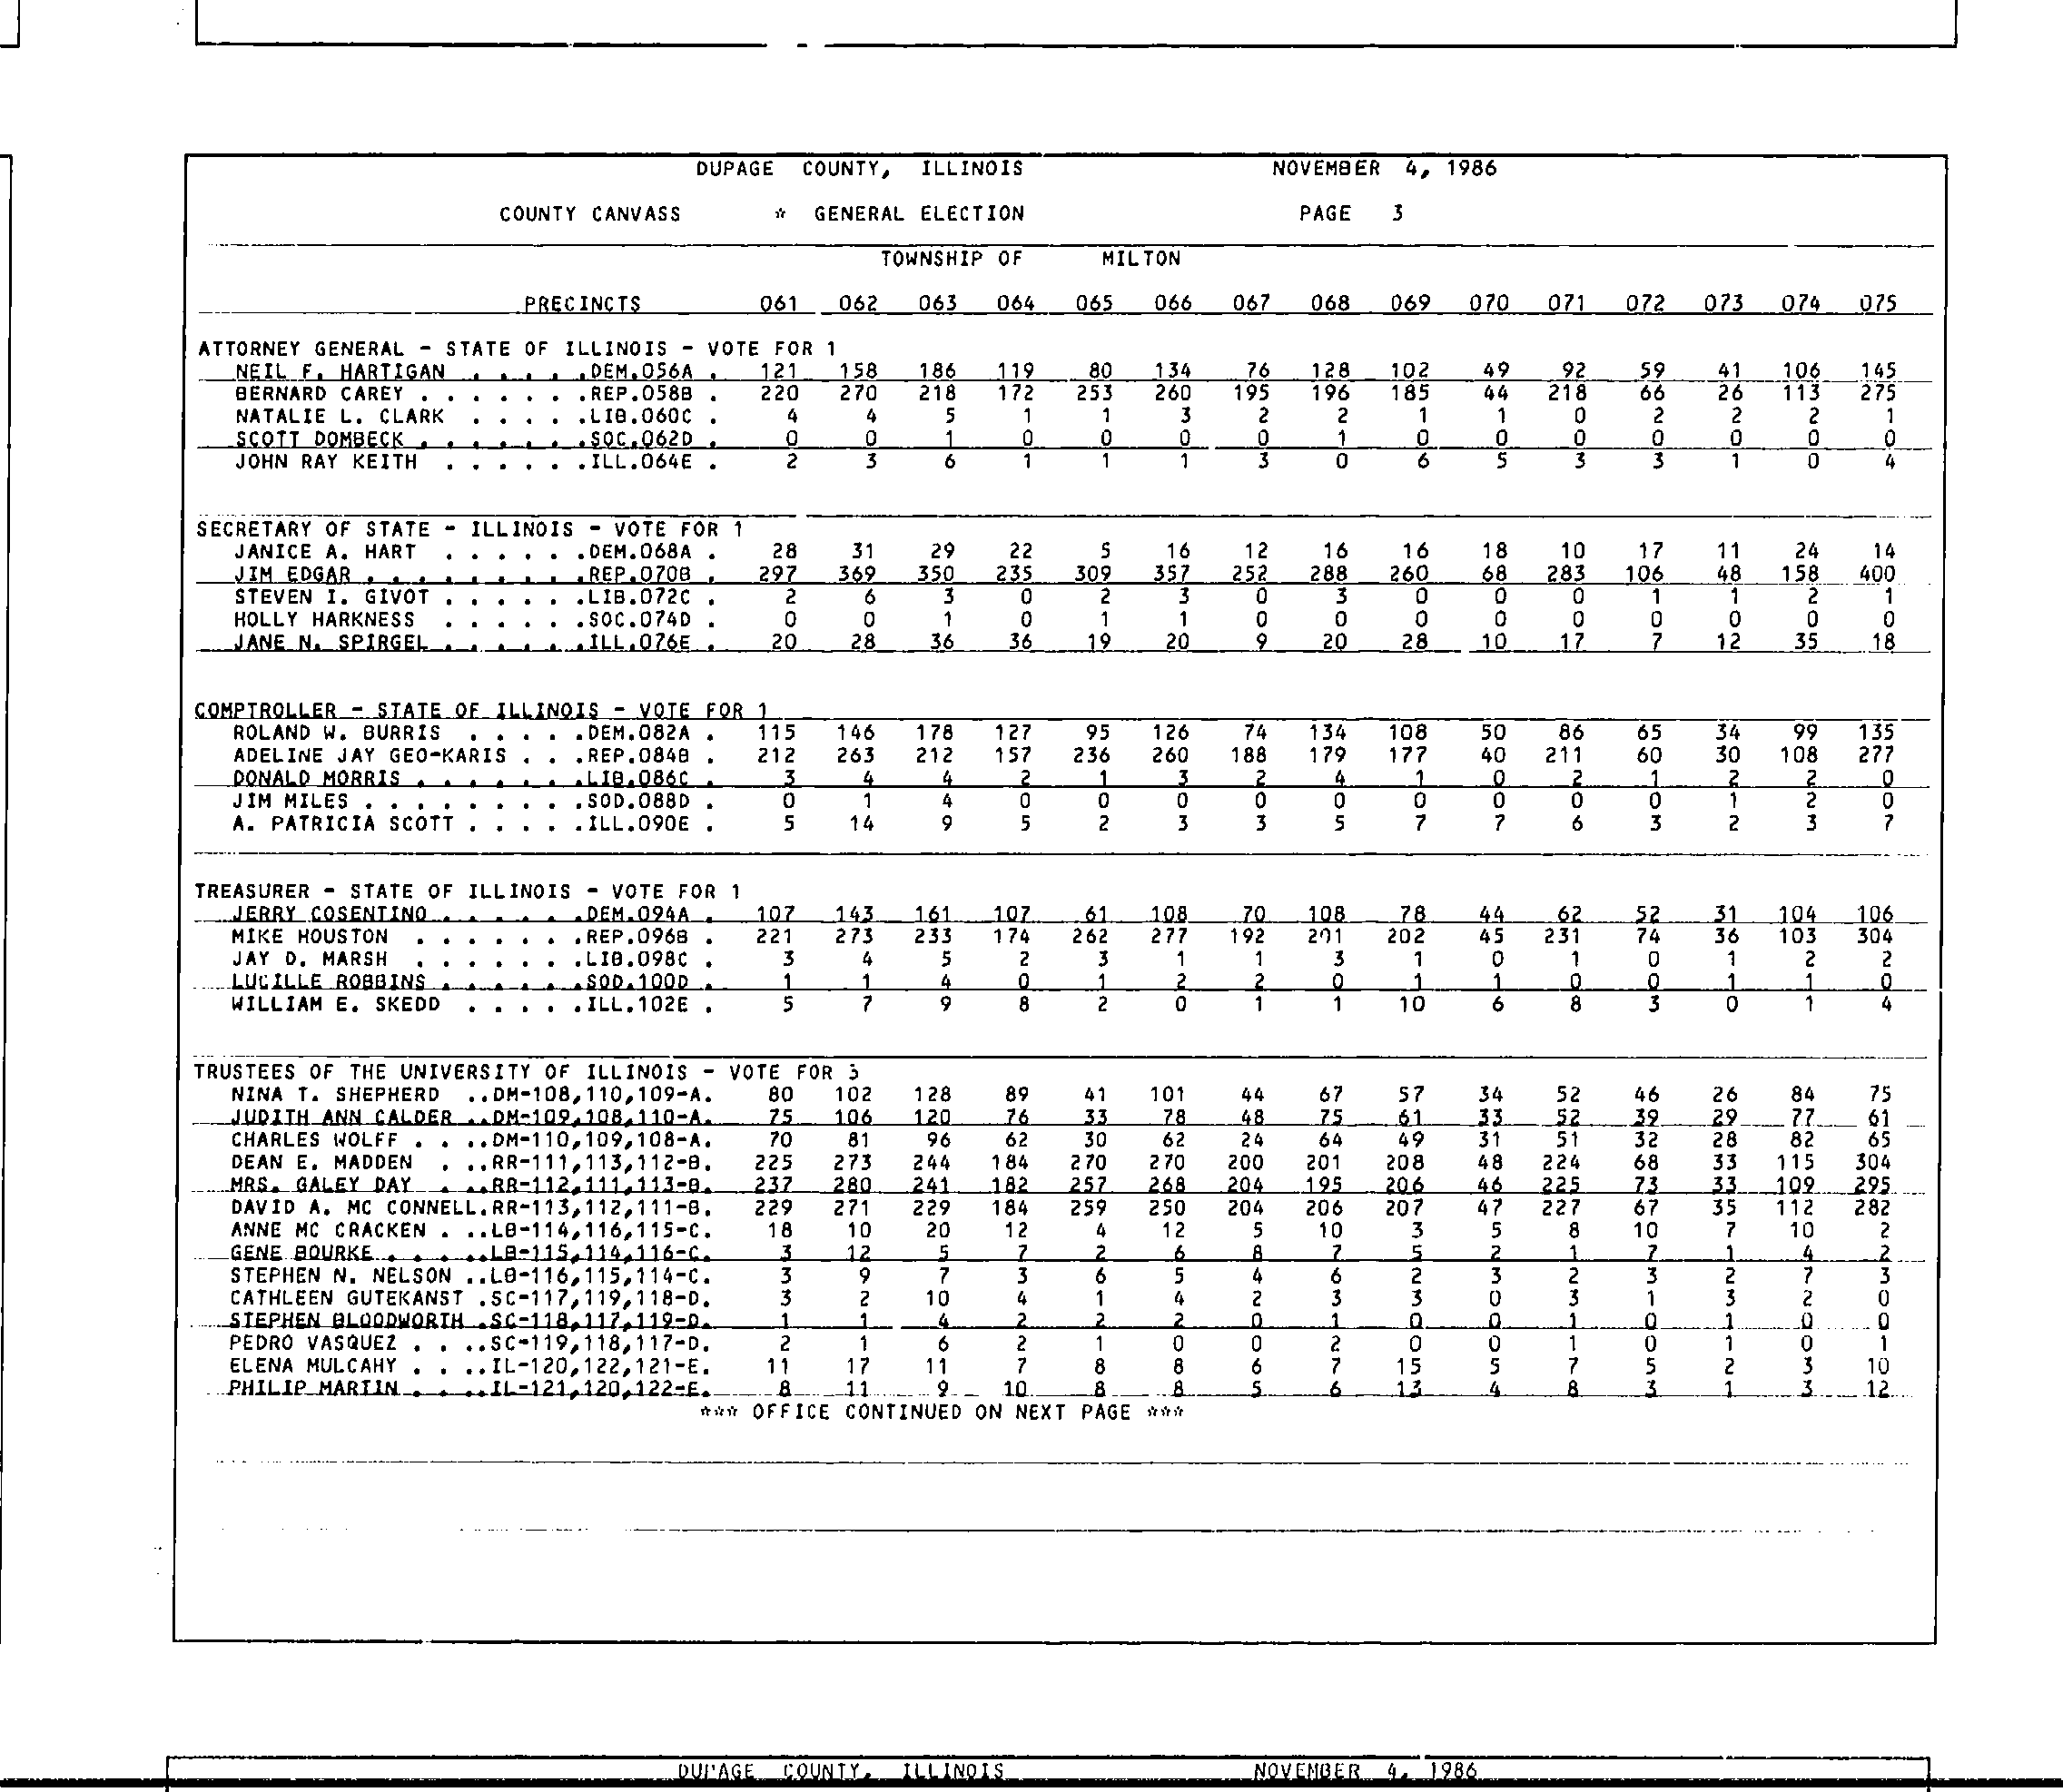 DUPAGE COUNTY, ILLINOIS NOVEMBER 4, 1986
COUNTY CANVASS * GENERAL ELECTION PAGE 3
TOWNSHIP OF MILTON
PRECINCTS 061 062 063 064 065 066 067 068 069 070 071 072 073 074 075
ATTORNEY GENERAL - STATE OF ILLINOIS - VOTE FOR 1
NEIL F. HARTIGAN . . . . . .DEM.056A . 121 158 186 119 80 134 76 128 102 49 92 59 41 106 145
BERNARD CAREY . . . . . . .REP.058B . 220 270 218 172 253 260 195 196 185 44 218 66 26 113 275
NATALIE L. CLARK . . . . .LIB.060C . 4 4 5 1 1 3 2 2 1 1 0 2 2 2 1
SCOTT DOMBECK . . . . . . .SOC.062D . 0 0 1 0 0 0 0 1 0 0 0 0 0 0 0
JOHN RAY KEITH . . . . . .ILL.064E . 2 3 6 1 1 1 3 0 6 5 3 3 1 0 4
SECRETARY OF STATE - ILLINOIS - VOTE FOR 1
JANICE A. HART . . . . . .DEM.068A . 28 31 29 22 5 16 12 16 16 18 10 17 11 24 14
JIM EDGAR . . . . . . . . .REP.070B . 297 369 350 235 309 357 252 288 260 68 283 106 48 158 400
STEVEN I. GIVOT . . . . . .LIB.072C . 2 6 3 0 2 3 0 3 0 0 0 1 1 2 1
HOLLY HARKNESS . . . . . .SOC.074D . 0 0 1 0 1 1 0 0 0 0 0 0 0 0 0
JANE N. SPIRGEL . . . . . .ILL.076E . 20 28 36 36 19 20 9 20 28 10 17 7 12 35 18
COMPTROLLER - STATE OF ILLINOIS - VOTE FOR 1
ROLAND W. BURRIS . . . . .DEM.082A . 115 146 178 127 95 126 74 134 108 50 86 65 34 99 135
ADELINE JAY GEO-KARIS . . .REP.084B . 212 263 212 157 236 260 188 179 177 40 211 60 30 108 277
DONALD MORRIS . . . . . . .LIB.086C . 3 4 4 2 1 3 2 4 1 0 2 1 2 2 0
JIM MILES . . . . . . . . .SOD.088D . 0 1 4 0 0 0 0 0 0 0 0 0 1 2 0
A. PATRICIA SCOTT . . . . .ILL.090E . 5 14 9 5 2 3 3 5 7 7 6 3 2 3 7
TREASURER - STATE OF ILLINOIS - VOTE FOR 1
JERRY COSENTINO . . . . . .DEM.094A . 107 143 161 107 61 108 70 108 78 44 62 52 31 104 106
MIKE HOUSTON . . . . . . .REP.096B . 221 273 233 174 262 277 192 201 202 45 231 74 36 103 304
JAY D. MARSH . . . . . . .LIB.098C . 3 4 5 2 3 1 1 3 1 0 1 0 1 2 2
LUCILLE ROBBINS . . . . . .SOD.100D . 1 1 4 0 1 2 2 0 1 1 0 0 1 1 0
WILLIAM E. SKEDD . . . . .ILL.102E . 5 7 9 8 2 0 1 1 10 6 8 3 0 1 4
TRUSTEES OF THE UNIVERSITY OF ILLINOIS - VOTE FOR 3
NINA T. SHEPHERD ..DM-108,110,109-A. 80 102 128 89 41 101 44 67 57 34 52 46 26 84 75
JUDITH ANN CALDER ..DM-109,108,110-A. 75 106 120 76 33 78 48 75 61 33 52 39 29 77 61
CHARLES WOLFF . . ..DM-110,109,108-A. 70 81 96 62 30 62 24 64 49 31 51 32 28 82 65
DEAN E. MADDEN . ..RR-111,113,112-B. 225 273 244 184 270 270 200 201 208 48 224 68 33 115 304
MRS. GALEY DAY . ..RR-112,111,113-B. 237 280 241 182 257 268 204 195 206 46 225 73 33 109 295
DAVID A. MC CONNELL.RR-113,112,111-B. 229 271 229 184 259 250 204 206 207 47 227 67 35 112 282
ANNE MC CRACKEN . ..LB-114,116,115-C. 18 10 20 12 4 12 5 10 3 5 8 10 7 10 2
GENE BOURKE . . . ..LB-115,114,116-C. 3 12 5 7 2 6 8 7 5 2 1 7 1 4 2
STEPHEN N. NELSON ..LB-116,115,114-C. 3 9 7 3 6 5 4 6 2 3 2 3 2 7 3
CATHLEEN GUTEKANST .SC-117,119,118-D. 3 2 10 4 1 4 2 3 3 0 3 1 3 2 0
STEPHEN BLOODWORTH .SC-118,117,119-D. 1 1 4 2 2 2 0 1 0 0 1 0 1 0 0
PEDRO VASQUEZ . . ..SC-119,118,117-D. 2 1 6 2 1 0 0 2 0 0 1 0 1 0 1
ELENA MULCAHY . . ..IL-120,122,121-E. 11 17 11 7 8 8 6 7 15 5 7 5 2 3 10
PHILIP MARTIN . . ..IL-121,120,122-E. 8 11 9 10 8 8 5 6 13 4 8 3 1 3 12
*** OFFICE CONTINUED ON NEXT PAGE ***
DUPAGE COUNTY, ILLINOIS NOVEMBER 4, 1986